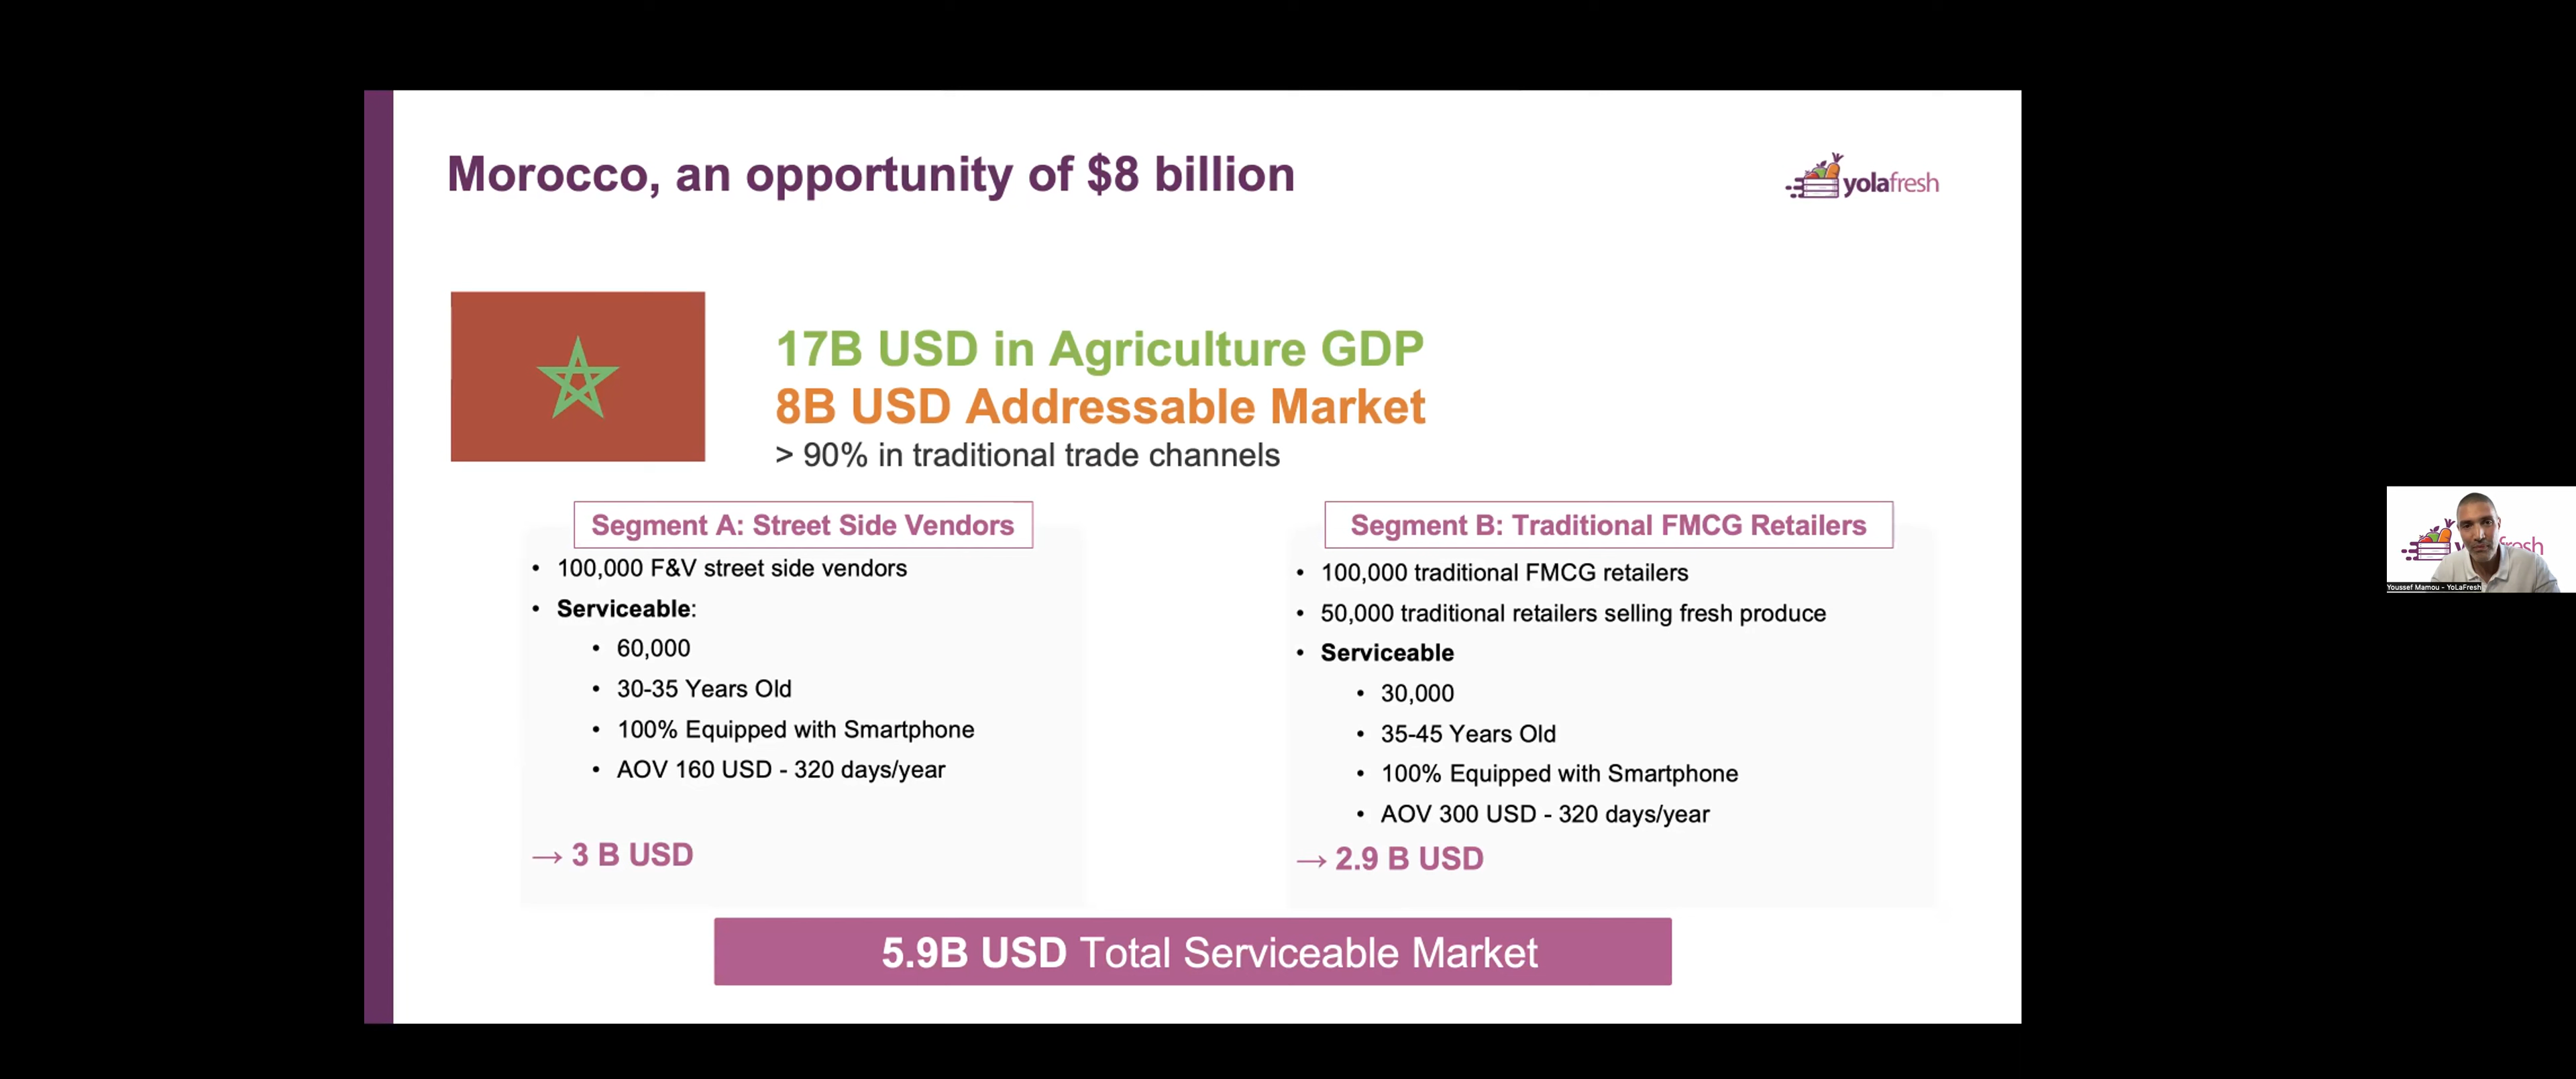 Morocco, an opportunity of $8 billion
yolafresh
17B USD in Agriculture GDP
8B USD Addressable Market
> 90% in traditional trade channels
Segment A: Street Side Vendors
• 100,000 F&V street side vendors
• Serviceable:
• 60,000
• 30-35 Years Old
• 100% Equipped with Smartphone
• AOV 160 USD - 320 days/year
→ 3 B USD
Segment B: Traditional FMCG Retailers
• 100,000 traditional FMCG retailers
• 50,000 traditional retailers selling fresh produce
• Serviceable
• 30,000
• 35-45 Years Old
• 100% Equipped with Smartphone
• AOV 300 USD - 320 days/year
→ 2.9 B USD
5.9B USD Total Serviceable Market
Youssef Mamou - YoLaFresh